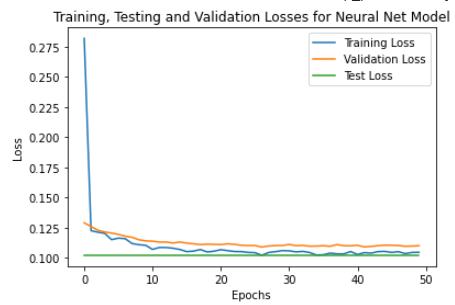 Training, Testing and Validation Losses for Neural Net Model
Training Loss
Validation Loss
Test Loss
Loss
0.275
0.250
0.225
0.200
0.175
0.150
0.125
0.100
0 10 20 30 40 50
Epochs